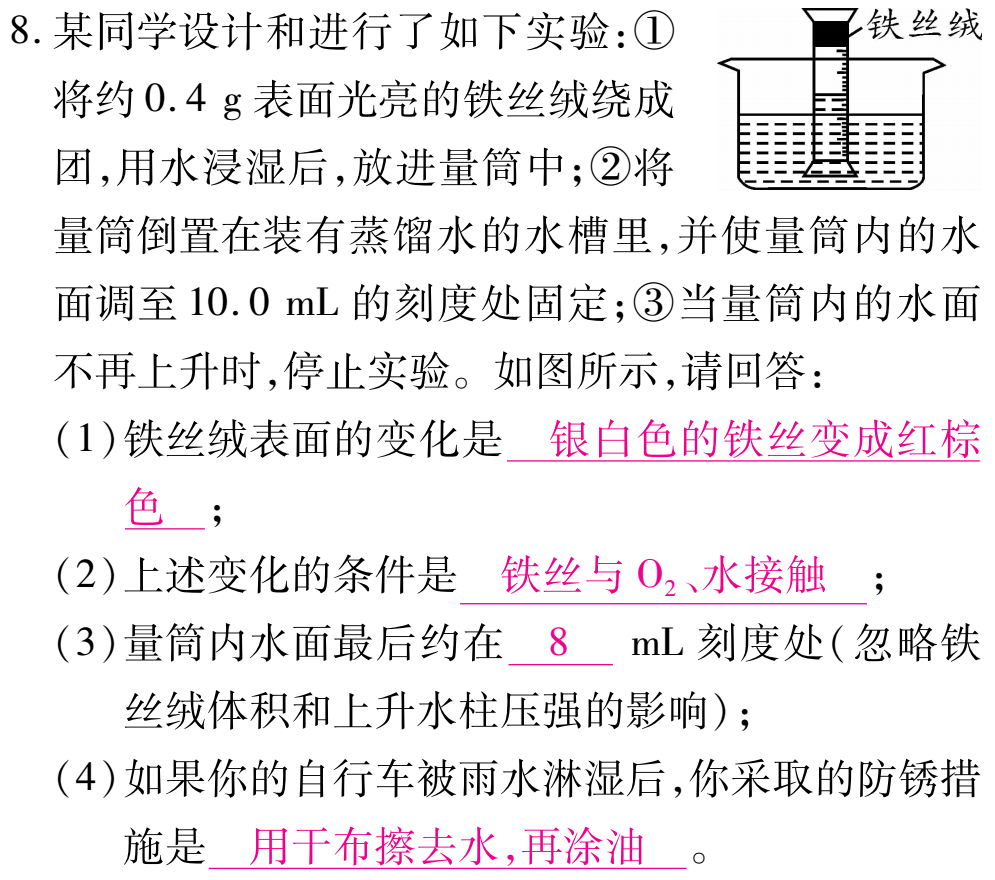 8. 某同学设计和进行了如下实验:①
铁丝绒
将约 0.4 g 表面光亮的铁丝绒绕成
团,用水浸湿后,放进量筒中;②将
量筒倒置在装有蒸馏水的水槽里,并使量筒内的水
面调至 10.0 mL 的刻度处固定;③当量筒内的水面
不再上升时,停止实验。如图所示,请回答:
(1)铁丝绒表面的变化是 银白色的铁丝变成红棕
色 ;
(2)上述变化的条件是 铁丝与 O₂、水接触 ;
(3)量筒内水面最后约在 8 mL 刻度处(忽略铁
丝绒体积和上升水柱压强的影响);
(4)如果你的自行车被雨水淋湿后,你采取的防锈措
施是 用干布擦去水,再涂油 。